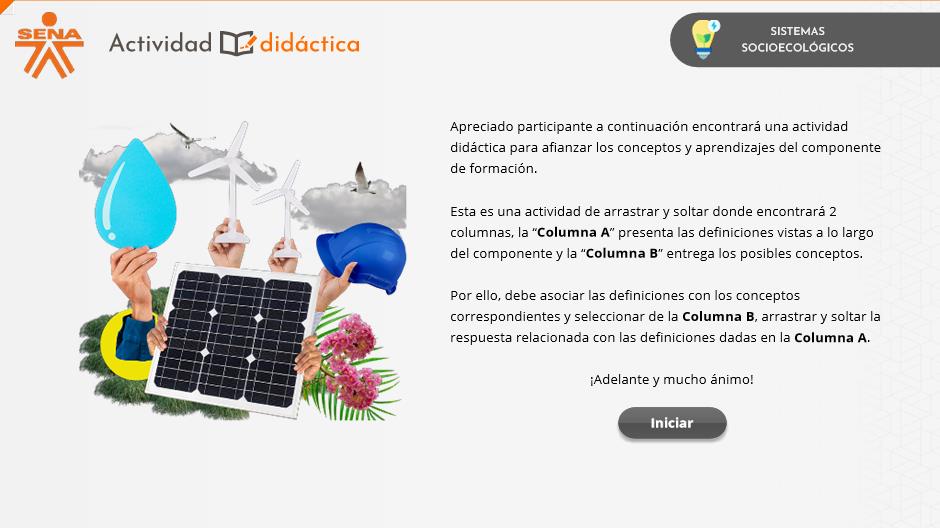 SENA
Actividad didáctica
SISTEMAS
SOCIOECOLÓGICOS
Apreciado participante a continuación encontrará una actividad
didáctica para afianzar los conceptos y aprendizajes del componente
de formación.
Esta es una actividad de arrastrar y soltar donde encontrará 2
columnas, la “Columna A” presenta las definiciones vistas a lo largo
del componente y la “Columna B” entrega los posibles conceptos.
Por ello, debe asociar las definiciones con los conceptos
correspondientes y seleccionar de la Columna B, arrastrar y soltar la
respuesta relacionada con las definiciones dadas en la Columna A.
¡Adelante y mucho ánimo!
Iniciar